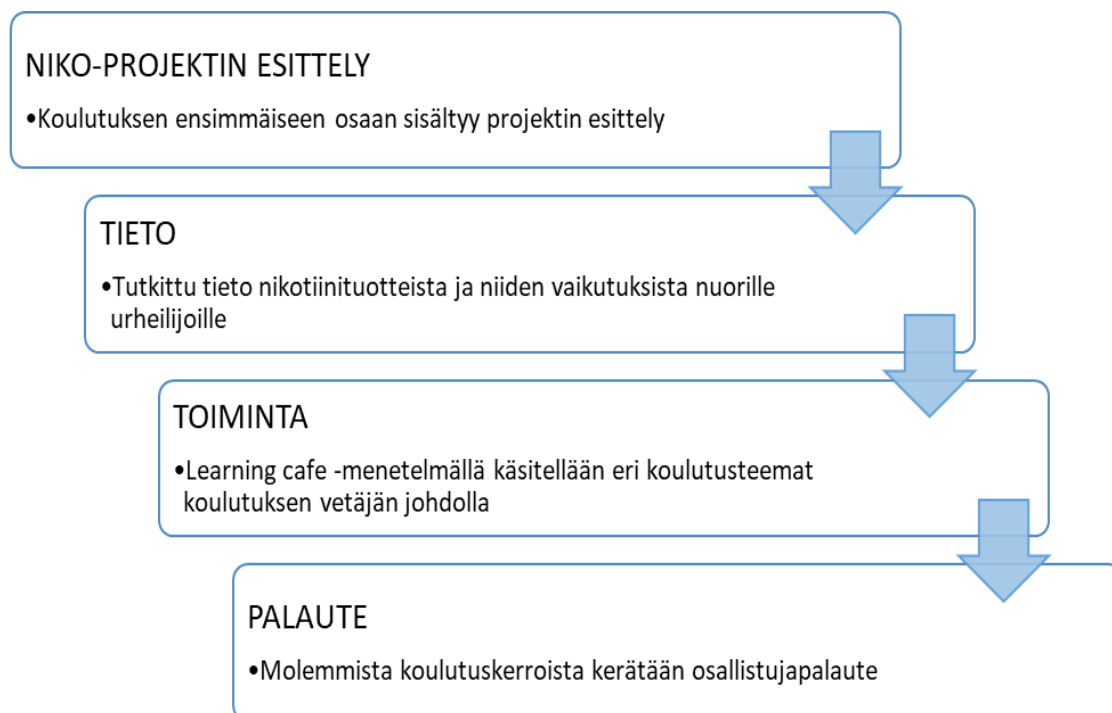 NIKO-PROJEKTIN ESITTELY
•Koulutuksen ensimmäiseen osaan sisältyy projektin esittely
TIETO
•Tutkittu tieto nikotiinituotteista ja niiden vaikutuksista nuorille
urheilijoille
TOIMINTA
•Learning cafe -menetelmällä käsitellään eri koulutusteemat
koulutuksen vetäjän johdolla
PALAUTE
•Molemmista koulutuskerroista kerätään osallistujapalaute